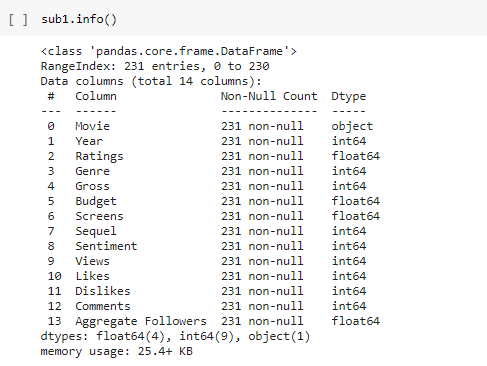 [ ] sub1.info()
<class 'pandas.core.frame.DataFrame'>
RangeIndex: 231 entries, 0 to 230
Data columns (total 14 columns):
 #   Column               Non-Null Count  Dtype
---  ------               --------------  -----
 0   Movie                231 non-null    object
 1   Year                 231 non-null    int64
 2   Ratings              231 non-null    float64
 3   Genre                231 non-null    int64
 4   Gross                231 non-null    int64
 5   Budget               231 non-null    float64
 6   Screens              231 non-null    float64
 7   Sequel               231 non-null    int64
 8   Sentiment            231 non-null    int64
 9   Views                231 non-null    int64
 10  Likes                231 non-null    int64
 11  Dislikes             231 non-null    int64
 12  Comments             231 non-null    int64
 13  Aggregate Followers  231 non-null    float64
dtypes: float64(4), int64(9), object(1)
memory usage: 25.4+ KB